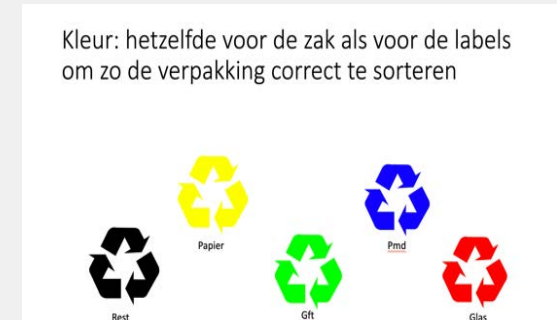 Kleur: hetzelfde voor de zak als voor de labels
om zo de verpakking correct te sorteren
Papier
Pmd
Rest
Gft
Glas